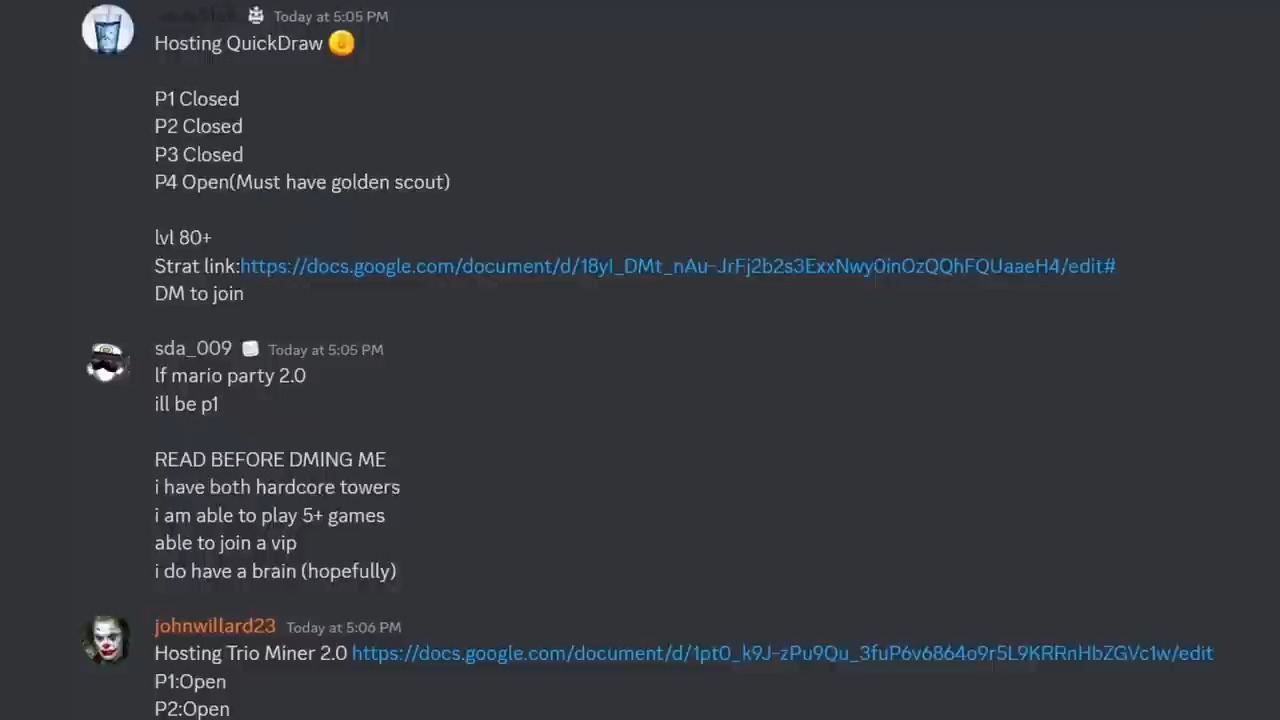 Today at 5:05 PM
Hosting QuickDraw
P1 Closed
P2 Closed
P3 Closed
P4 Open(Must have golden scout)
lvl 80+
Strat link:https://docs.google.com/document/d/18yI_DMt_nAu-JrFj2b2s3ExxNwy0inOzQQhFQUaaeH4/edit#
DM to join
sda_009 Today at 5:05 PM
lf mario party 2.0
ill be p1
READ BEFORE DMING ME
i have both hardcore towers
i am able to play 5+ games
able to join a vip
i do have a brain (hopefully)
johnwillard23 Today at 5:06 PM
Hosting Trio Miner 2.0 https://docs.google.com/document/d/1pt0_k9J-zPu9Qu_3fuP6v6864o9r5L9KRRnHbZGVc1w/edit
P1:Open
P2:Open